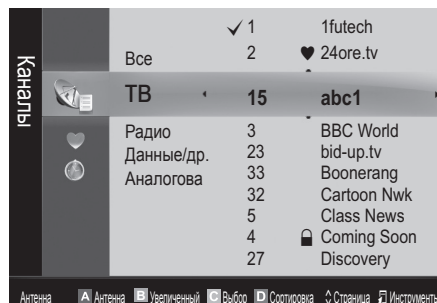 Каналы
✓ 1 1futech
Все 2 ♥ 24ore.tv
ТВ 15 abc1
Радио 3 BBC World
Данные/др. 23 bid-up.tv
Аналогова 33 Boonerang
32 Cartoon Nwk
5 Class News
4 Coming Soon
27 Discovery
Антенна A Антенна B Увеличенный C Выбор D Сортировка Страница Инструменты